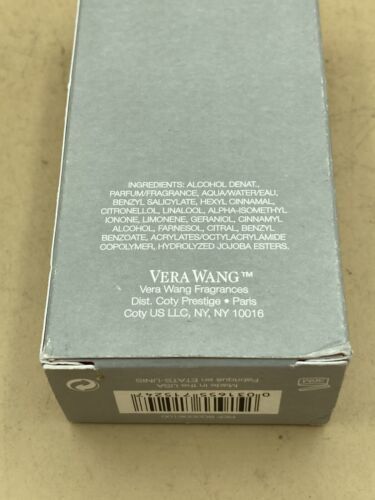 INGREDIENTS: ALCOHOL DENAT.,
PARFUM/FRAGRANCE, AQUA/WATER/EAU,
BENZYL SALICYLATE, HEXYL CINNAMAL,
CITRONELLOL, LINALOOL, ALPHA-ISOMETHYL
IONONE, LIMONENE, GERANIOL, CINNAMYL
ALCOHOL, FARNESOL, CITRAL, BENZYL
BENZOATE, ACRYLATES/OCTYLACRYLAMIDE
COPOLYMER, HYDROLYZED JOJOBA ESTERS.
VERA WANG™
Vera Wang Fragrances
Dist. Coty Prestige • Paris
Coty US LLC, NY, NY 10016
Made in the USA
Fabriqué en ÉTATS-UNIS